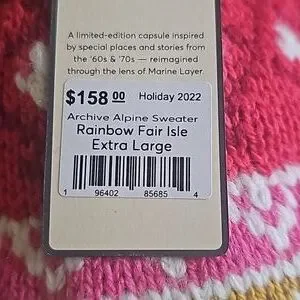 A limited-edition capsule inspired
by special places and stories from
the '60s & '70s — reimagined
through the lens of Marine Layer.
$158 00 Holiday 2022
Archive Alpine Sweater
Rainbow Fair Isle
Extra Large
1 96402 85685 4